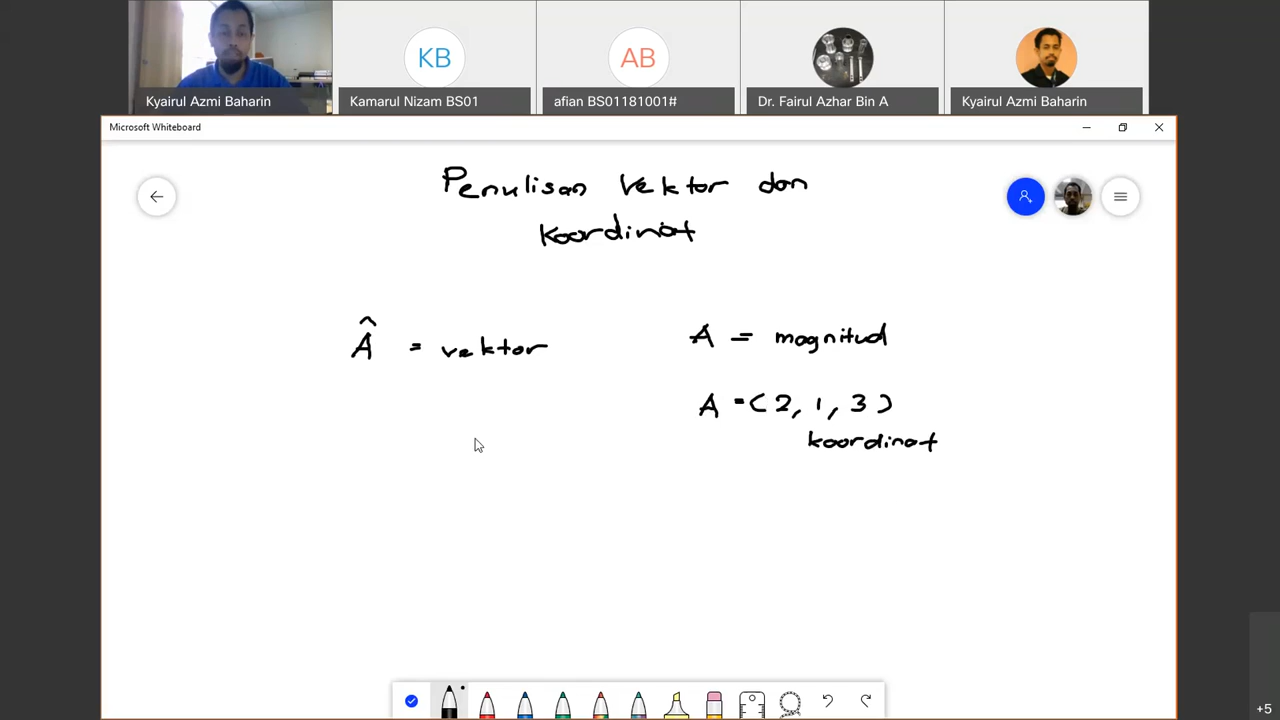 KB
AB
Kyairul Azmi Baharin
Kamarul Nizam BS01
afian BS01181001#
Dr. Fairul Azhar Bin A
Kyairul Azmi Baharin
Microsoft Whiteboard
Penulisan Vektor dan
koordinat
Â = vektor
A = magnitud
A = (2, 1, 3)
koordinat
+5